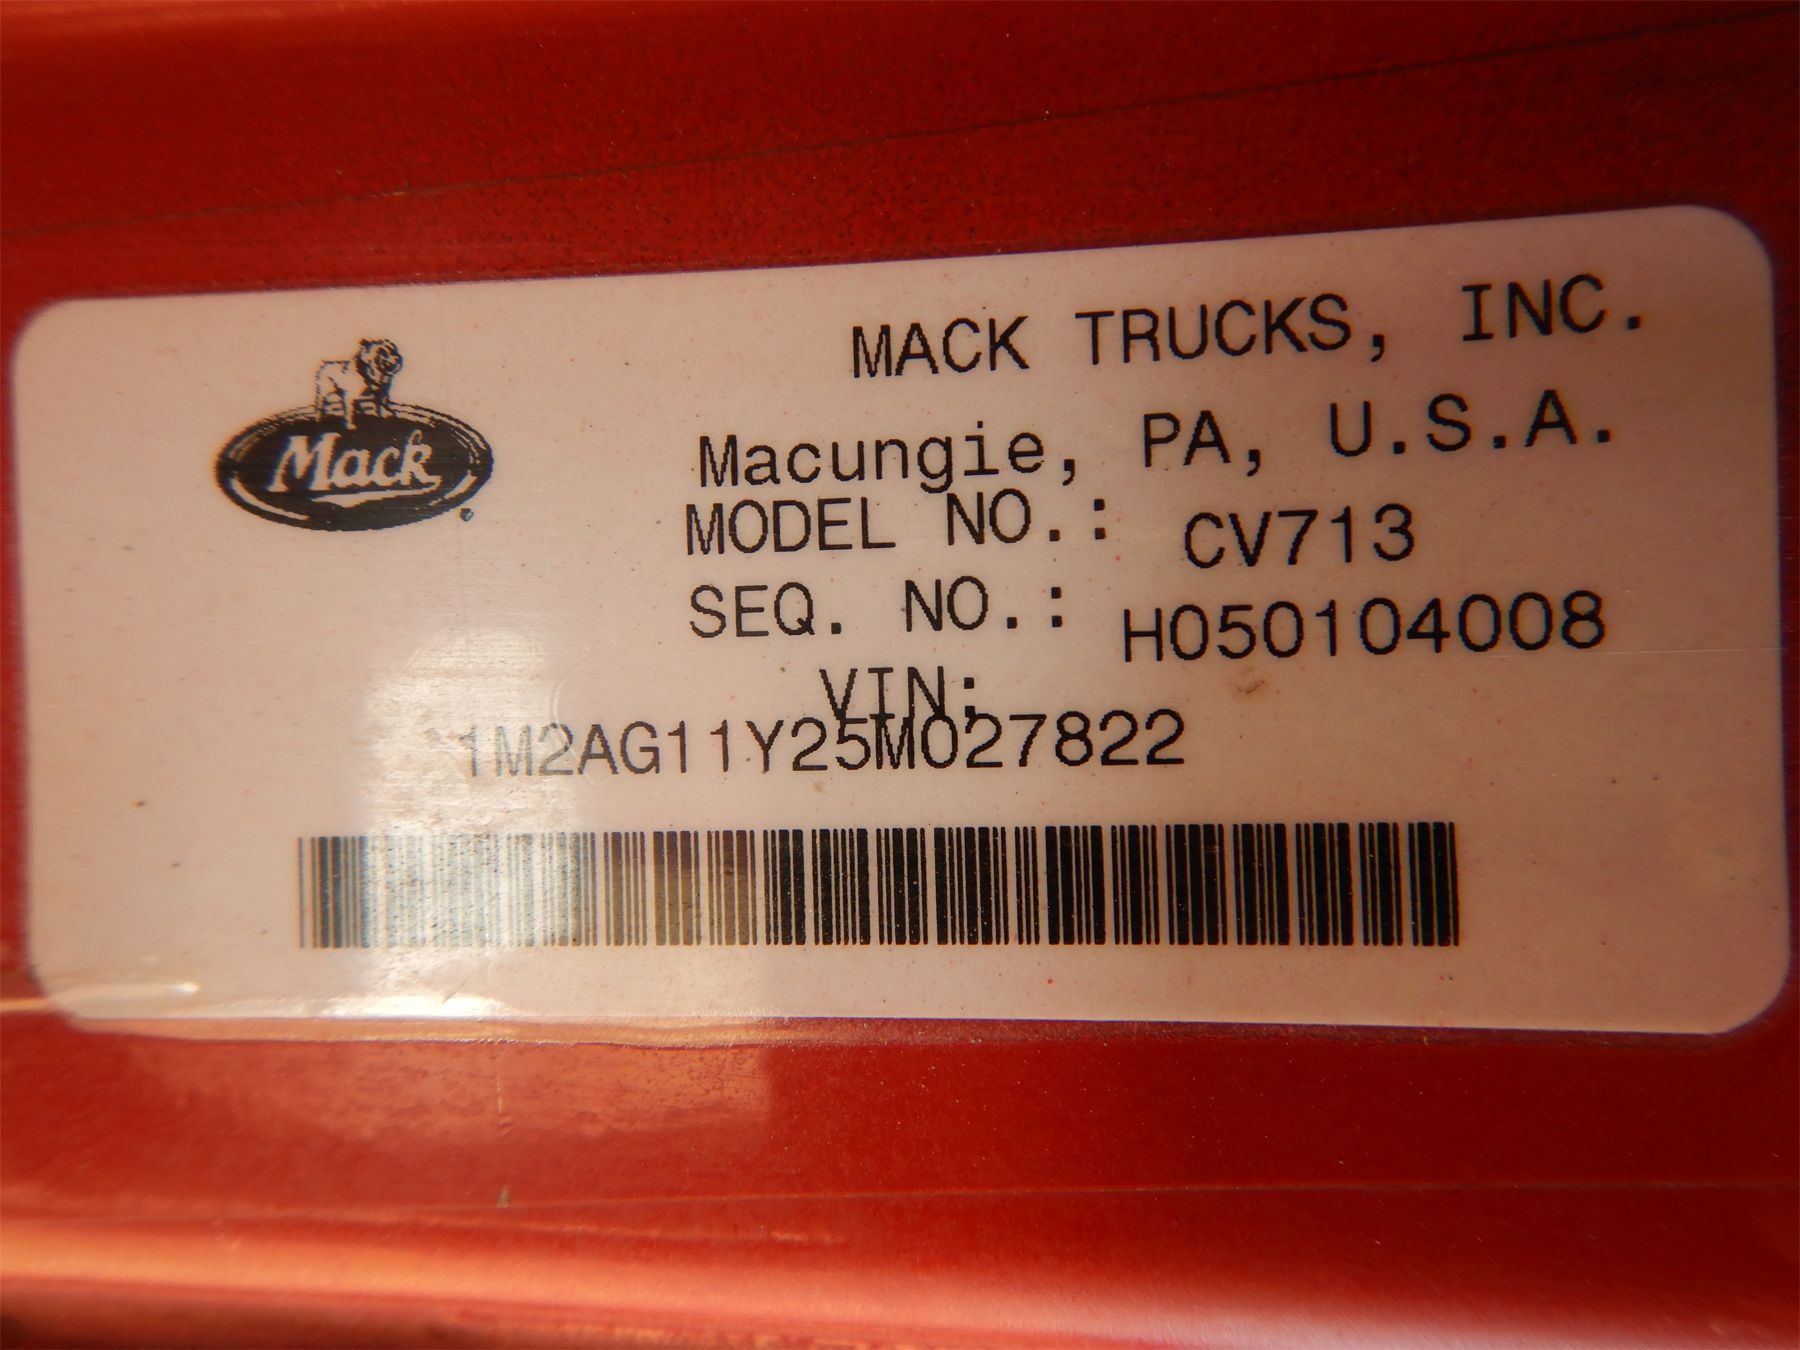 Mack
MACK TRUCKS, INC.
Macungie, PA, U.S.A.
MODEL NO.: CV713
SEQ. NO.: H050104008
VIN:
1M2AG11Y25M027822